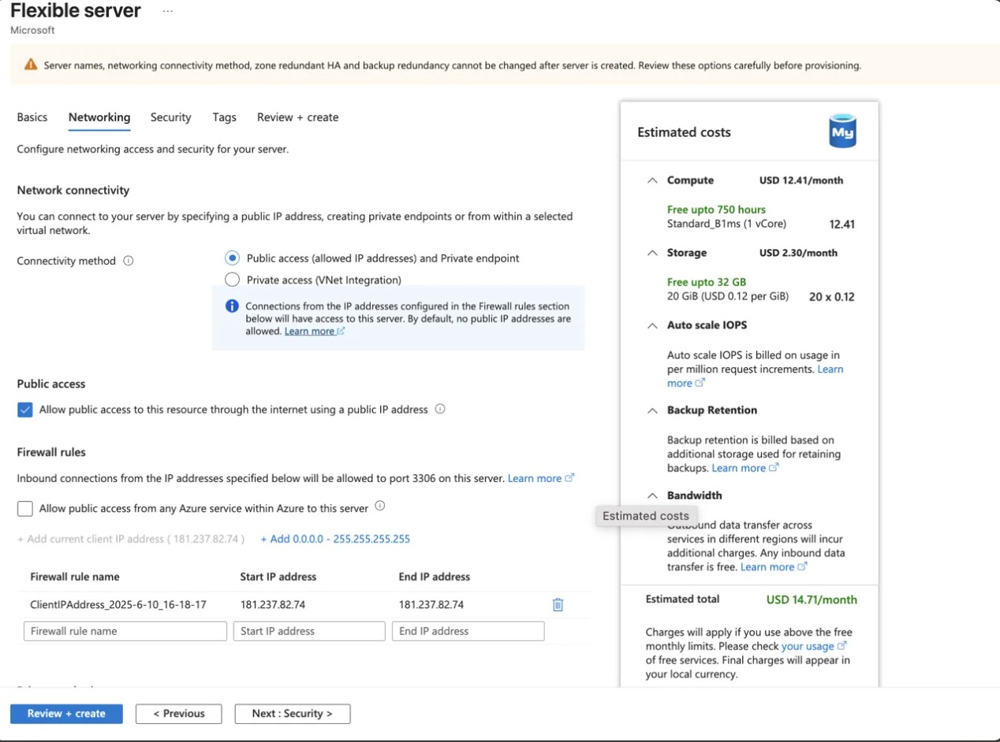 Flexible server ...
Microsoft
Server names, networking connectivity method, zone redundant HA and backup redundancy cannot be changed after server is created. Review these options carefully before provisioning.
Basics Networking Security Tags Review + create
Configure networking access and security for your server.
Network connectivity
You can connect to your server by specifying a public IP address, creating private endpoints or from within a selected
virtual network.
Connectivity method
Public access (allowed IP addresses) and Private endpoint
Private access (VNet Integration)
Connections from the IP addresses configured in the Firewall rules section
below will have access to this server. By default, no public IP addresses are
allowed. Learn more
Public access
Allow public access to this resource through the internet using a public IP address
Firewall rules
Inbound connections from the IP addresses specified below will be allowed to port 3306 on this server. Learn more
Allow public access from any Azure service within Azure to this server
+ Add current client IP address ( 181.237.82.74 ) + Add 0.0.0.0 - 255.255.255.255
Firewall rule name Start IP address End IP address
ClientIPAddress_2025-6-10_16-18-17 181.237.82.74 181.237.82.74
Firewall rule name Start IP address End IP address
Review + create < Previous Next : Security >
Estimated costs
My
Compute USD 12.41/month
Free upto 750 hours
Standard_B1ms (1 vCore) 12.41
Storage USD 2.30/month
Free upto 32 GB
20 GiB (USD 0.12 per GiB) 20 x 0.12
Auto scale IOPS
Auto scale IOPS is billed on usage in
per million request increments. Learn
more
Backup Retention
Backup retention is billed based on
additional storage used for retaining
backups. Learn more
Bandwidth
Estimated costs
Outbound data transfer across
services in different regions will incur
additional charges. Any inbound data
transfer is free. Learn more
Estimated total USD 14.71/month
Charges will apply if you use above the free
monthly limits. Please check your usage
of free services. Final charges will appear in
your local currency.